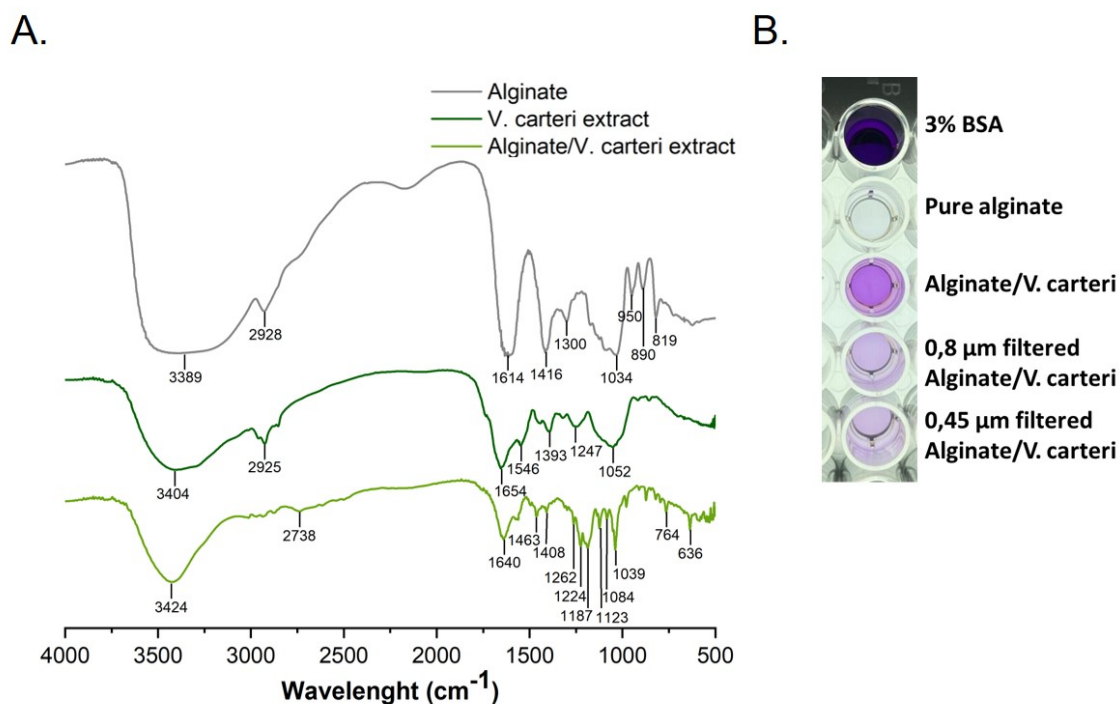 A.
B.
Alginate
V. carteri extract
Alginate/V. carteri extract
2928
3389
1614
1416
1300
1034
950
890
819
3404
2925
1654
1546
1393
1247
1052
3424
2738
1640
1463
1408
1262
1224
1187
1123
1084
1039
764
636
4000 3500 3000 2500 2000 1500 1000 500
Wavelenght (cm-1)
B
3% BSA
Pure alginate
Alginate/V. carteri
0,8 µm filtered
Alginate/V. carteri
0,45 µm filtered
Alginate/V. carteri